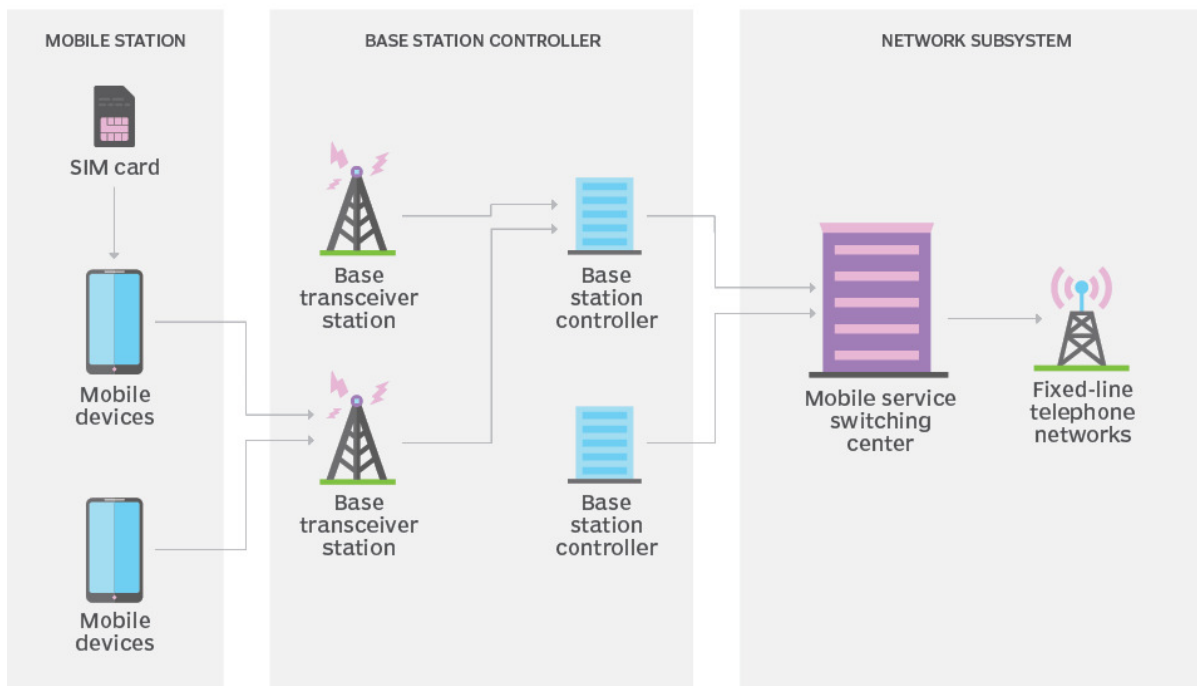 MOBILE STATION
SIM card
Mobile
devices
Mobile
devices
BASE STATION CONTROLLER
Base
transceiver
station
Base
station
controller
Base
transceiver
station
Base
station
controller
NETWORK SUBSYSTEM
Mobile service
switching
center
Fixed-line
telephone
networks